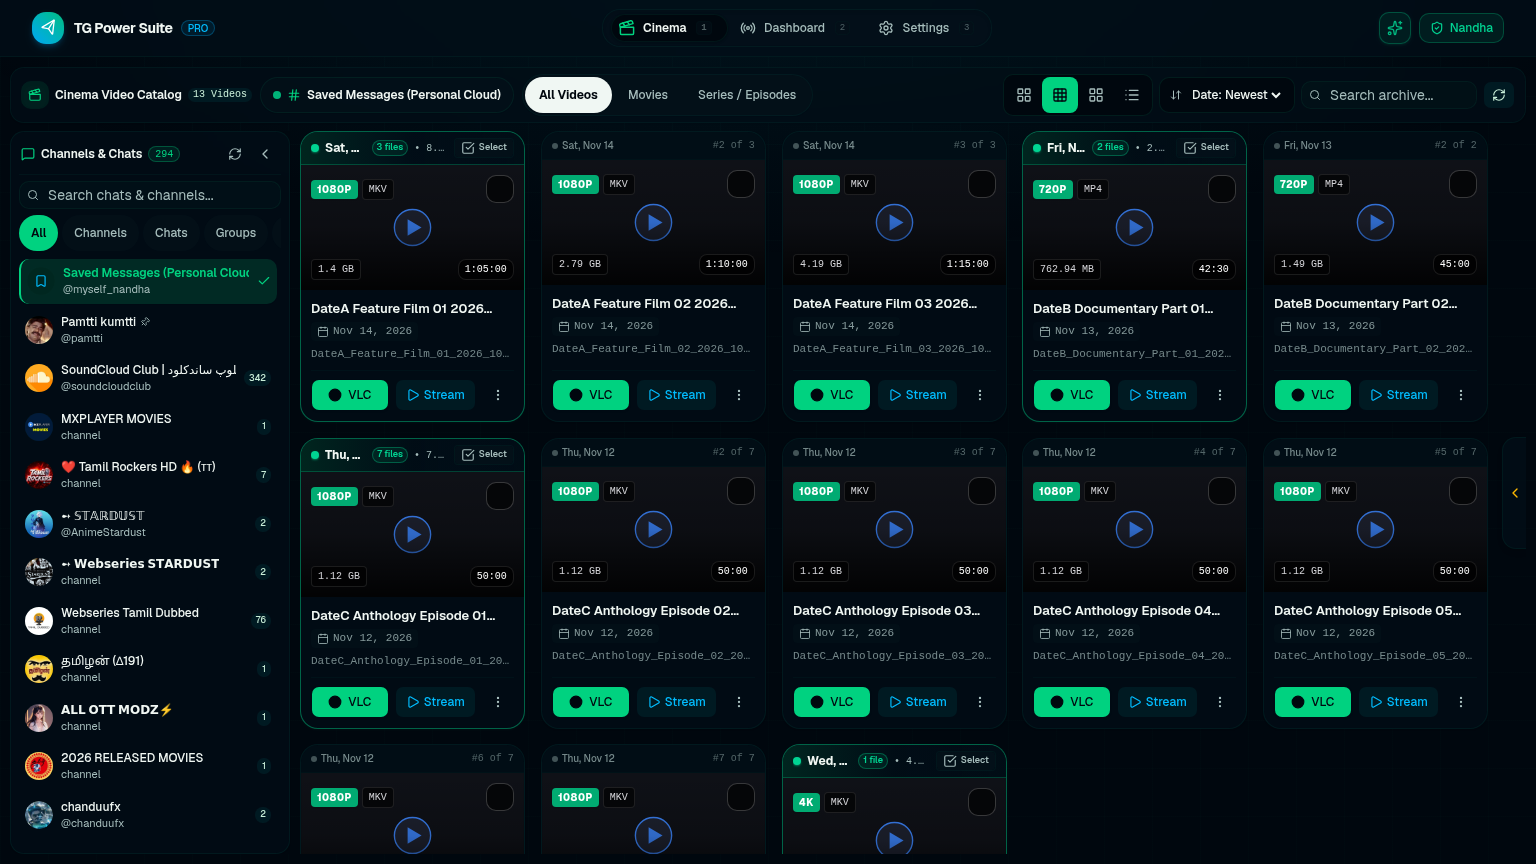 TG Power Suite PRO
Cinema 1 Dashboard 2 Settings 3
Nandha
Cinema Video Catalog 13 Videos
# Saved Messages (Personal Cloud)
All Videos Movies Series / Episodes
Date: Newest
Search archive...
Channels & Chats 294
Search chats & channels...
All Channels Chats Groups
Saved Messages (Personal Cloud
@myself_nandha
Pamtti kumtti
@pamtti
SoundCloud Club | لوپ ساندکلود 342
@soundcloudclub
MXPLAYER MOVIES 1
channel
❤️ Tamil Rockers HD 🔥 (ᴛᴛ) 7
channel
➻ 𝕊𝕋𝔸ℝ𝔻𝕌𝕊𝕋 2
@AnimeStardust
➻ 𝗪𝗲𝗯𝘀𝗲𝗿𝗶𝗲𝘀 𝗦𝗧𝗔𝗥𝗗𝗨𝗦𝗧 2
channel
Webseries Tamil Dubbed 76
channel
தமிழன் (Δ191) 1
channel
𝗔𝗟𝗟 𝗢𝗧𝗧 𝗠𝗢𝗗𝗭⚡ 1
channel
2026 RELEASED MOVIES 1
channel
chanduufx 2
@chanduufx
Sat, ... 3 files • 8.... Select
1080P MKV
1.4 GB 1:05:00
DateA Feature Film 01 2026...
Nov 14, 2026
DateA_Feature_Film_01_2026_10...
VLC Stream
Sat, Nov 14 #2 of 3
1080P MKV
2.79 GB 1:10:00
DateA Feature Film 02 2026...
Nov 14, 2026
DateA_Feature_Film_02_2026_10...
VLC Stream
Sat, Nov 14 #3 of 3
1080P MKV
4.19 GB 1:15:00
DateA Feature Film 03 2026...
Nov 14, 2026
DateA_Feature_Film_03_2026_10...
VLC Stream
Fri, N... 2 files • 2.... Select
720P MP4
762.94 MB 42:30
DateB Documentary Part 01...
Nov 13, 2026
DateB_Documentary_Part_01_202...
VLC Stream
Fri, Nov 13 #2 of 2
720P MP4
1.49 GB 45:00
DateB Documentary Part 02...
Nov 13, 2026
DateB_Documentary_Part_02_202...
VLC Stream
Thu, ... 7 files • 7.... Select
1080P MKV
1.12 GB 50:00
DateC Anthology Episode 01...
Nov 12, 2026
DateC_Anthology_Episode_01_20...
VLC Stream
Thu, Nov 12 #2 of 7
1080P MKV
1.12 GB 50:00
DateC Anthology Episode 02...
Nov 12, 2026
DateC_Anthology_Episode_02_20...
VLC Stream
Thu, Nov 12 #3 of 7
1080P MKV
1.12 GB 50:00
DateC Anthology Episode 03...
Nov 12, 2026
DateC_Anthology_Episode_03_20...
VLC Stream
Thu, Nov 12 #4 of 7
1080P MKV
1.12 GB 50:00
DateC Anthology Episode 04...
Nov 12, 2026
DateC_Anthology_Episode_04_20...
VLC Stream
Thu, Nov 12 #5 of 7
1080P MKV
1.12 GB 50:00
DateC Anthology Episode 05...
Nov 12, 2026
DateC_Anthology_Episode_05_20...
VLC Stream
Thu, Nov 12 #6 of 7
1080P MKV
Thu, Nov 12 #7 of 7
1080P MKV
Wed, ... 1 file • 4.... Select
4K MKV